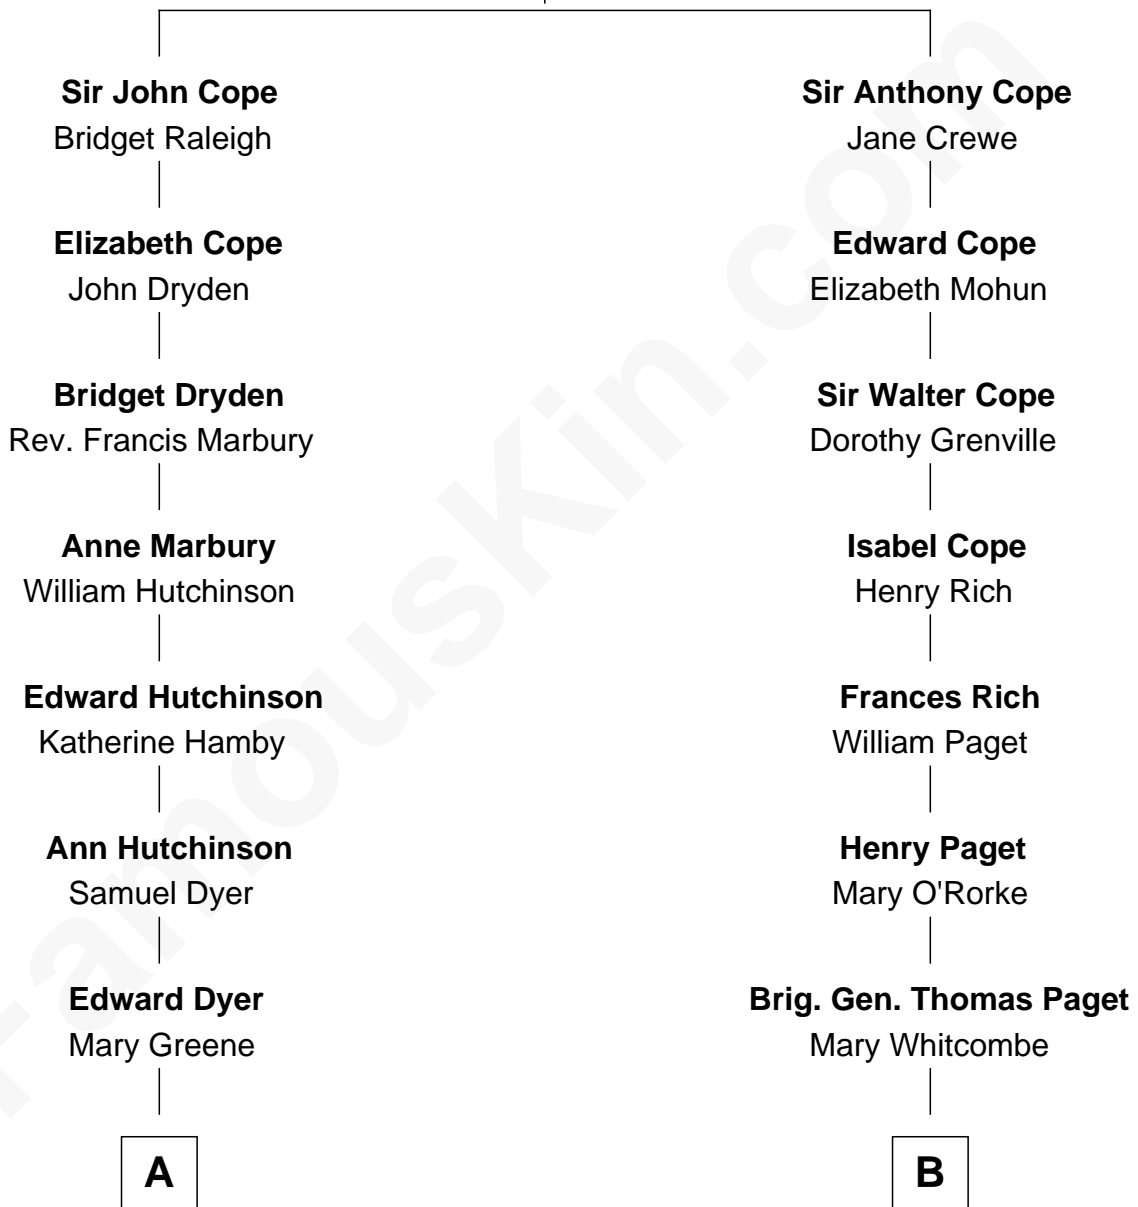 Sir John Cope
Bridget Raleigh
Elizabeth Cope
John Dryden
Bridget Dryden
Rev. Francis Marbury
Anne Marbury
William Hutchinson
Edward Hutchinson
Katherine Hamby
Ann Hutchinson
Samuel Dyer
Edward Dyer
Mary Greene
A
Sir Anthony Cope
Jane Crewe
Edward Cope
Elizabeth Mohun
Sir Walter Cope
Dorothy Grenville
Isabel Cope
Henry Rich
Frances Rich
William Paget
Henry Paget
Mary O'Rorke
Brig. Gen. Thomas Paget
Mary Whitcombe
B
FamousKin.com